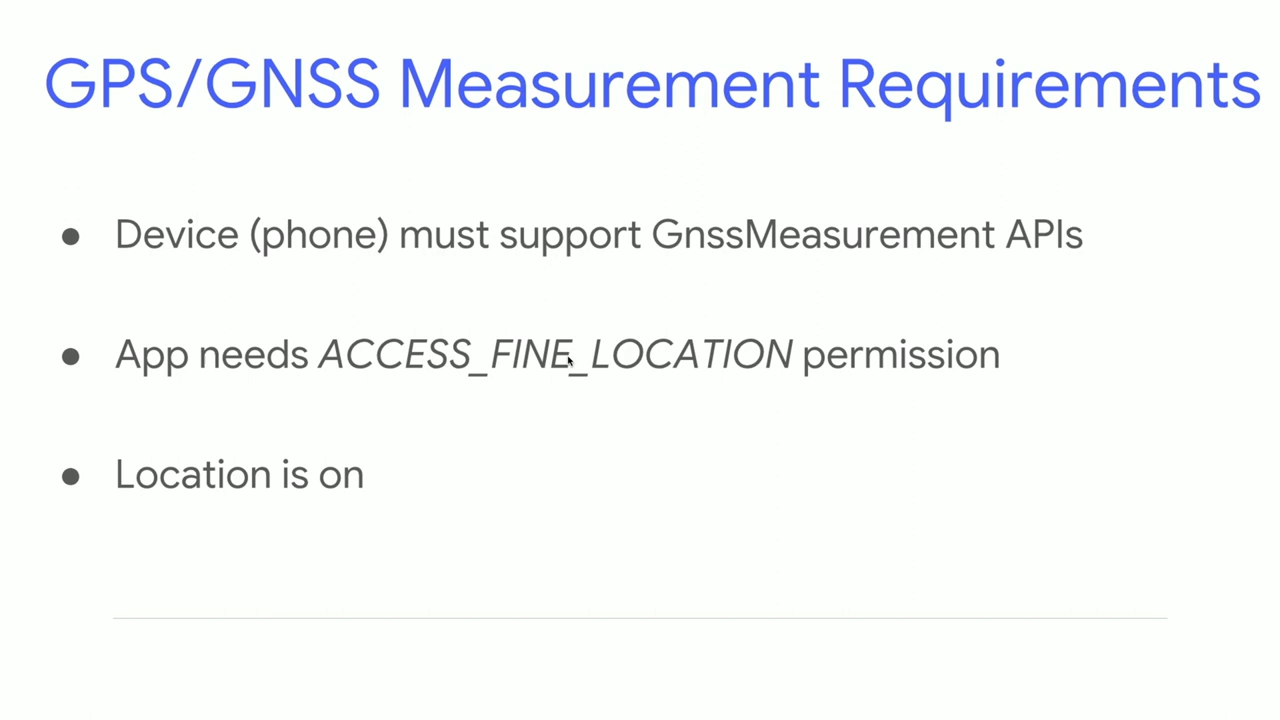 GPS/GNSS Measurement Requirements
● Device (phone) must support GnssMeasurement APIs
● App needs ACCESS_FINE_LOCATION permission
● Location is on